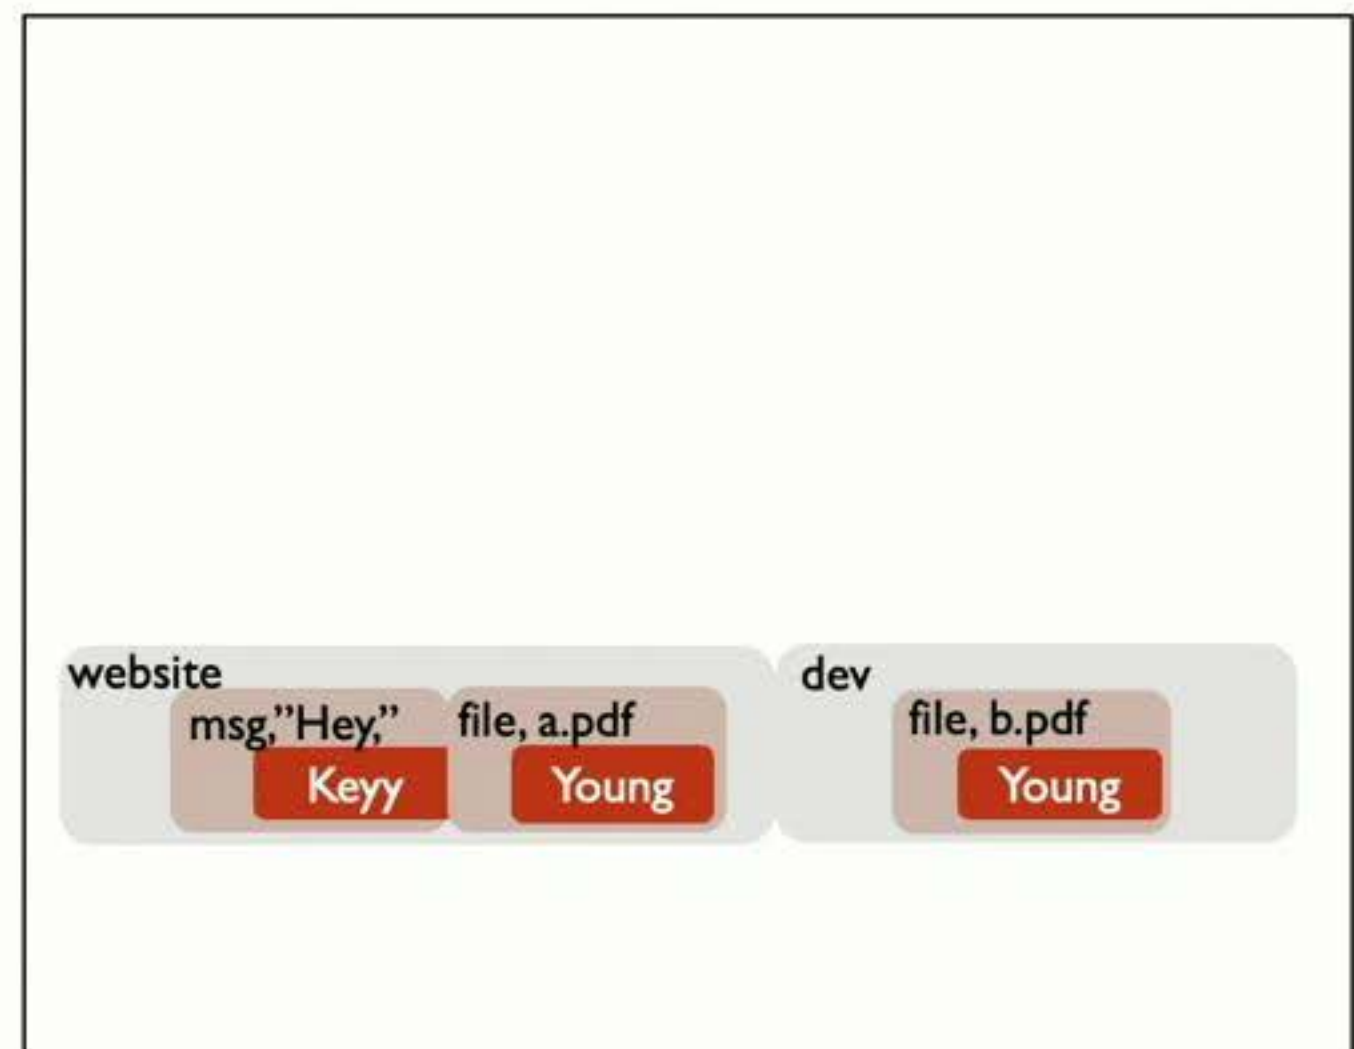 website
msg,”Hey,”
Keyy
file, a.pdf
Young
dev
file, b.pdf
Young